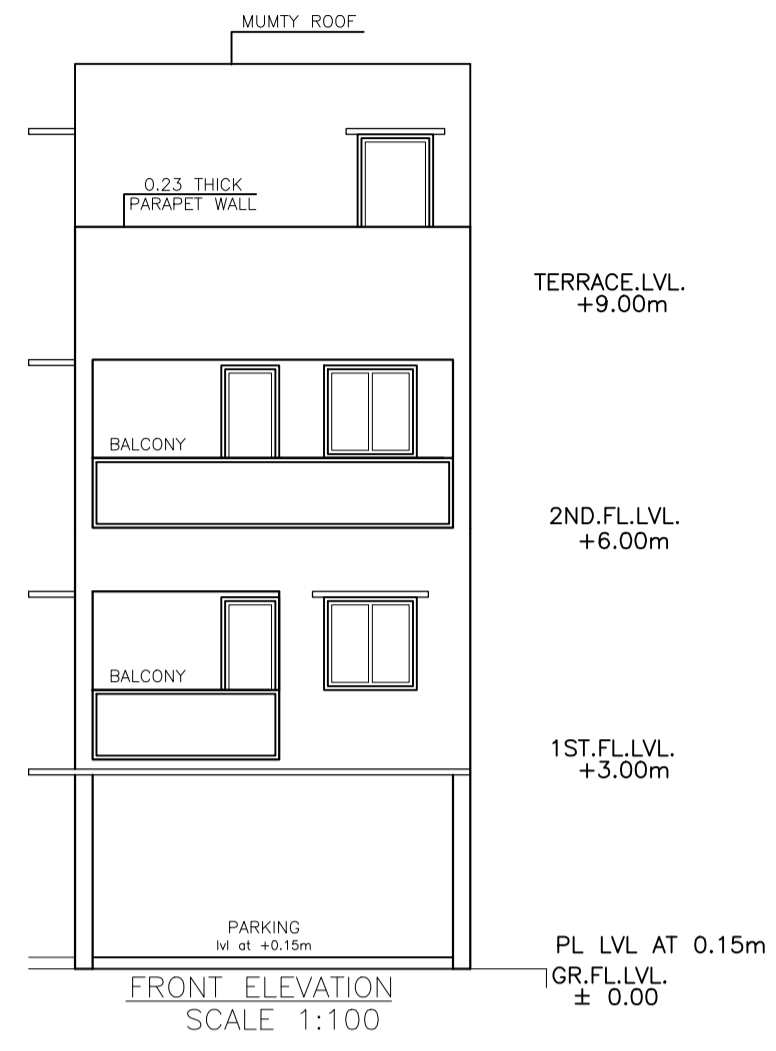 MUMTY ROOF
0.23 THICK
PARAPET WALL
TERRACE.LVL.
+9.00m
BALCONY
2ND.FL.LVL.
+6.00m
BALCONY
1ST.FL.LVL.
+3.00m
PARKING
lvl at +0.15m
PL LVL AT 0.15m
GR.FL.LVL.
± 0.00
FRONT ELEVATION
SCALE 1:100